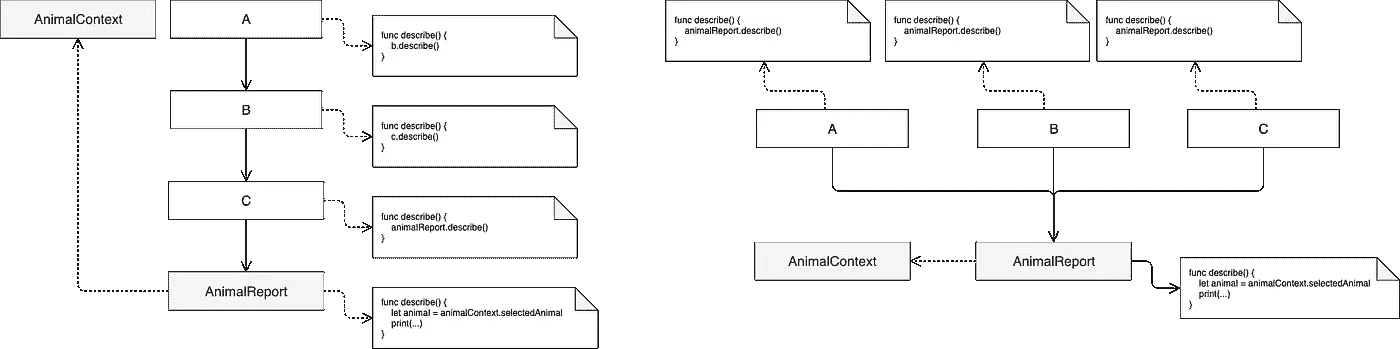 AnimalContext
A
func describe() {
b.describe()
}
B
func describe() {
c.describe()
}
C
func describe() {
animalReport.describe()
}
AnimalReport
func describe() {
let animal = animalContext.selectedAnimal
print(...)
}
func describe() {
animalReport.describe()
}
func describe() {
animalReport.describe()
}
func describe() {
animalReport.describe()
}
A
B
C
AnimalContext
AnimalReport
func describe() {
let animal = animalContext.selectedAnimal
print(...)
}